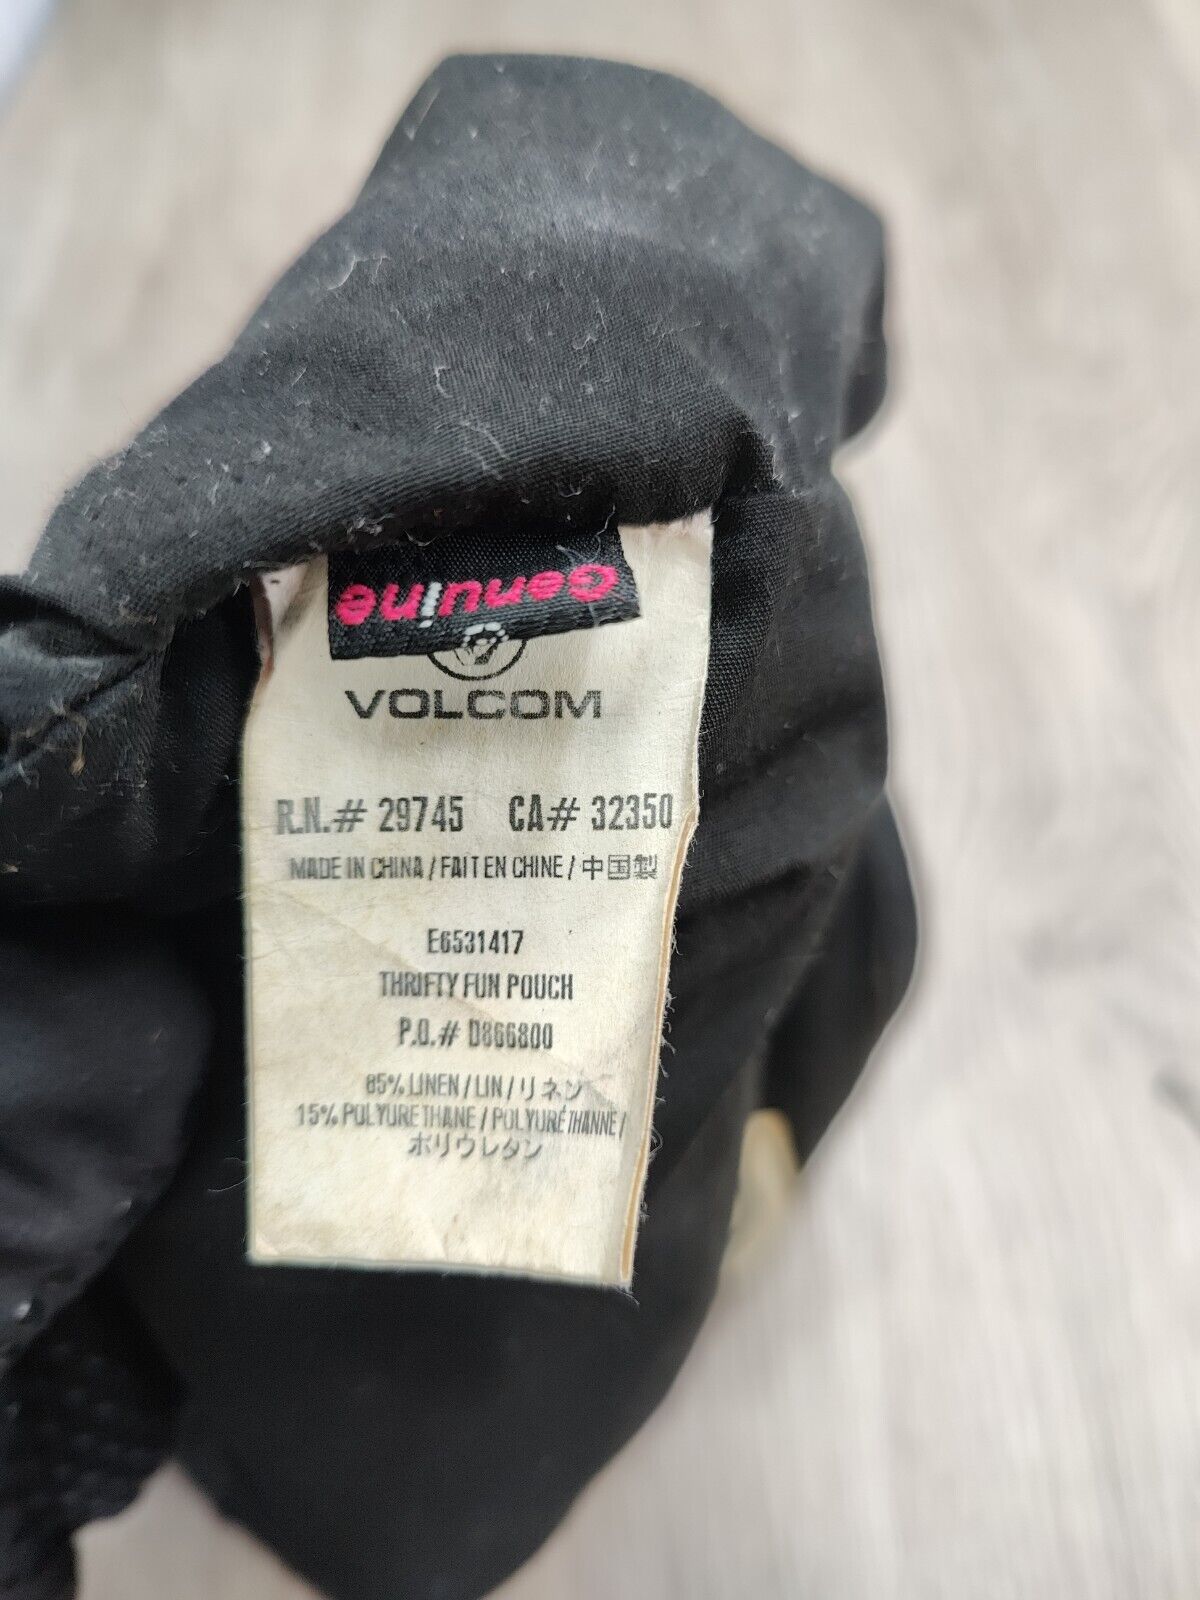 Genuine
VOLCOM
R.N.# 29745 CA# 32350
MADE IN CHINA / FAIT EN CHINE / 中国製
E6531417
THRIFTY FUN POUCH
P.O.# D866800
85% LINEN / LIN / リネン
15% POLYURETHANE / POLYURÉTHANNE /
ポリウレタン